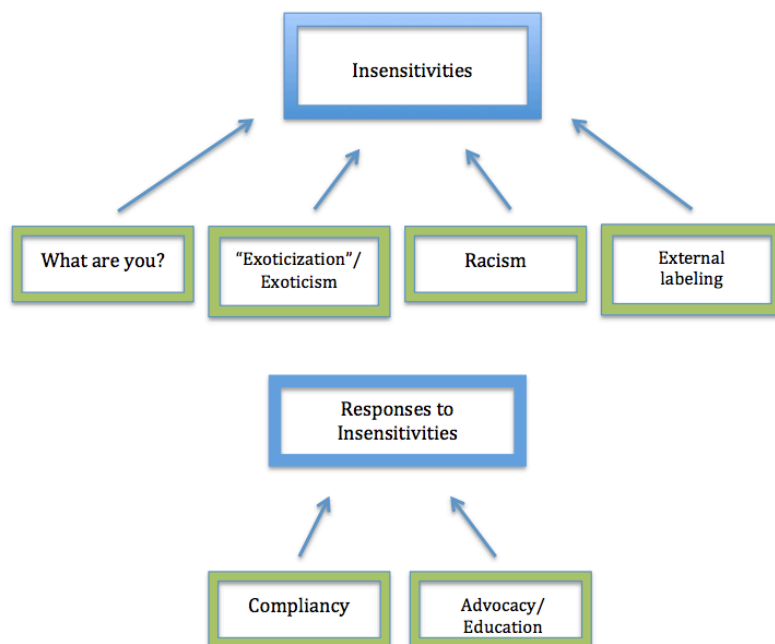 Insensitivities
What are you?
“Exoticization”/
Exoticism
Racism
External
labeling
Responses to
Insensitivities
Compliancy
Advocacy/
Education